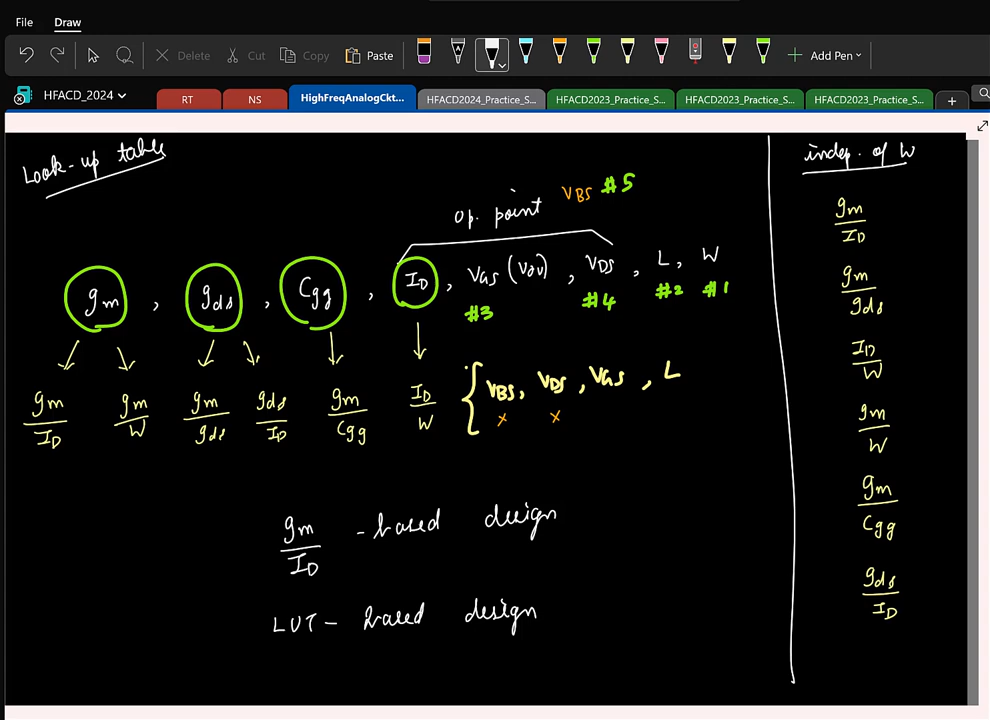 File Draw
Delete Cut Copy Paste Add Pen
HFACD_2024 RT NS HighFreqAnalogCkt... HFACD2024_Practice_S... HFACD2023_Practice_S... HFACD2023_Practice_S... HFACD2023_Practice_S...
Look-up table
indep. of W
op. point VBS #5
gm , gds , Cgg , ID , VGS (Vov) , VDS , L , W
#3 #4 #2 #1
gm/ID gm/W gm/gds gds/ID gm/Cgg ID/W { VBS, VDS, VGS , L
x x
gm/ID - based design
LUT - based design
gm/ID
gm/gds
ID/W
gm/W
gm/Cgg
gds/ID